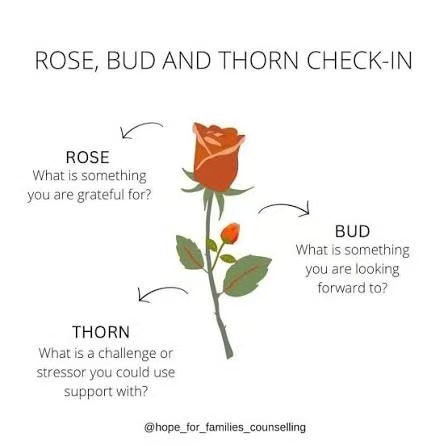 ROSE, BUD AND THORN CHECK-IN
ROSE
What is something
you are grateful for?
BUD
What is something
you are looking
forward to?
THORN
What is a challenge or
stressor you could use
support with?
@hope_for_families_counselling